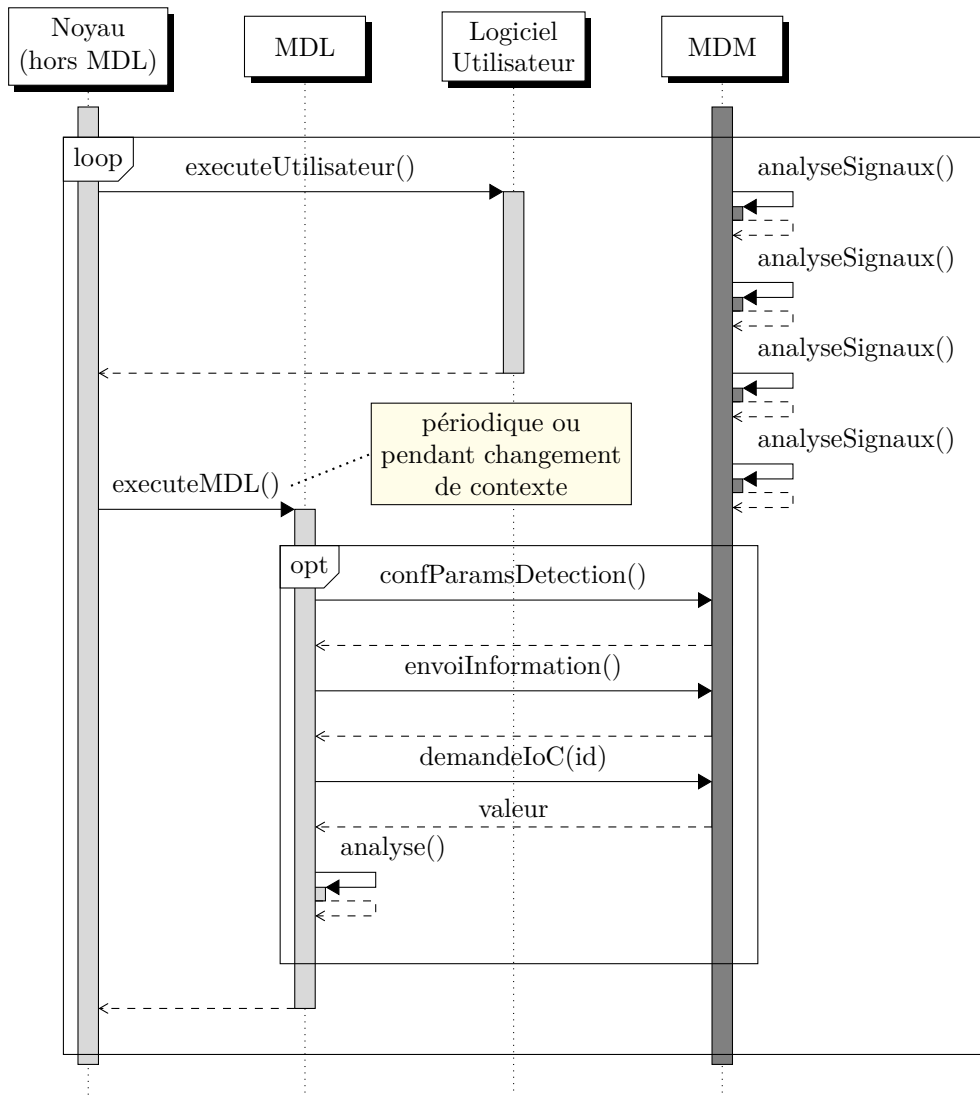 Noyau
(hors MDL)
MDL
Logiciel
Utilisateur
MDM
loop
executeUtilisateur()
analyseSignaux()
analyseSignaux()
analyseSignaux()
périodique ou
pendant changement
de contexte
analyseSignaux()
executeMDL()
opt
confParamsDetection()
envoiInformation()
demandeIoC(id)
valeur
analyse()